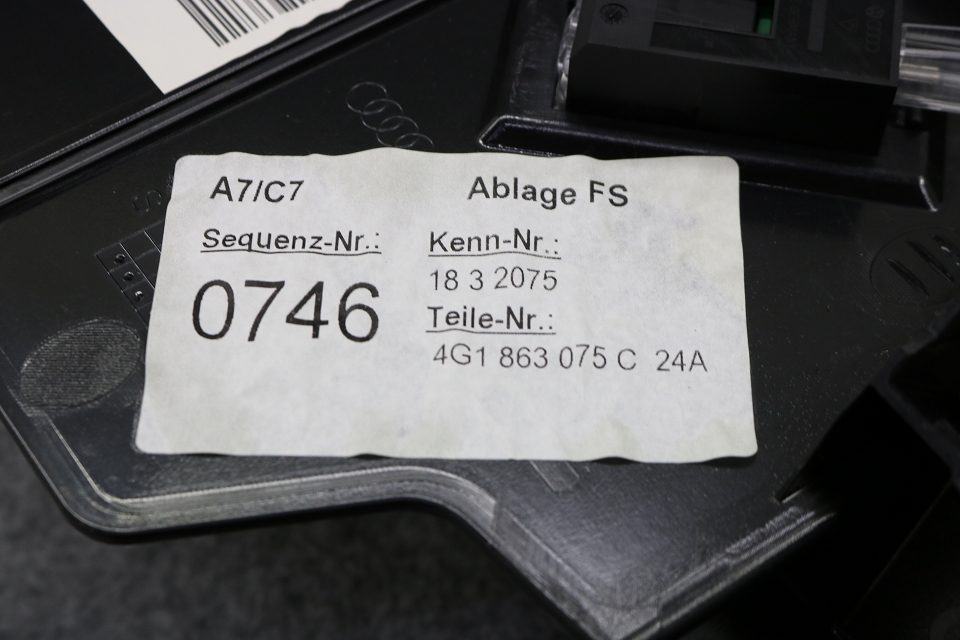 A7/C7
Ablage FS
Sequenz-Nr.:
0746
Kenn-Nr.:
18 3 2075
Teile-Nr.:
4G1 863 075 C 24A